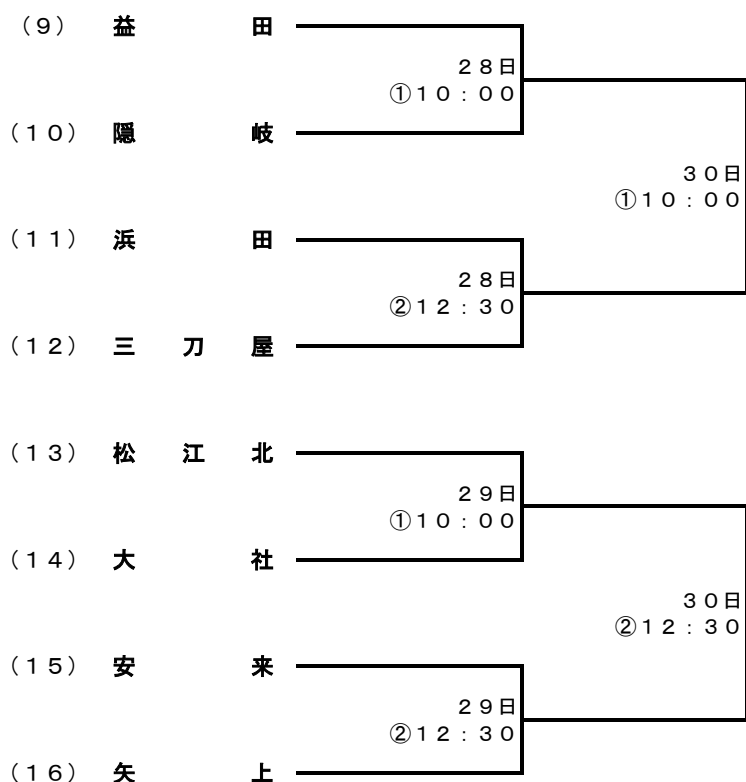 （９） 益田
２８日
①１０：００
（１０） 隠岐
３０日
①１０：００
（１１） 浜田
２８日
②１２：３０
（１２） 三刀屋
（１３） 松江北
２９日
①１０：００
（１４） 大社
３０日
②１２：３０
（１５） 安来
２９日
②１２：３０
（１６） 矢上